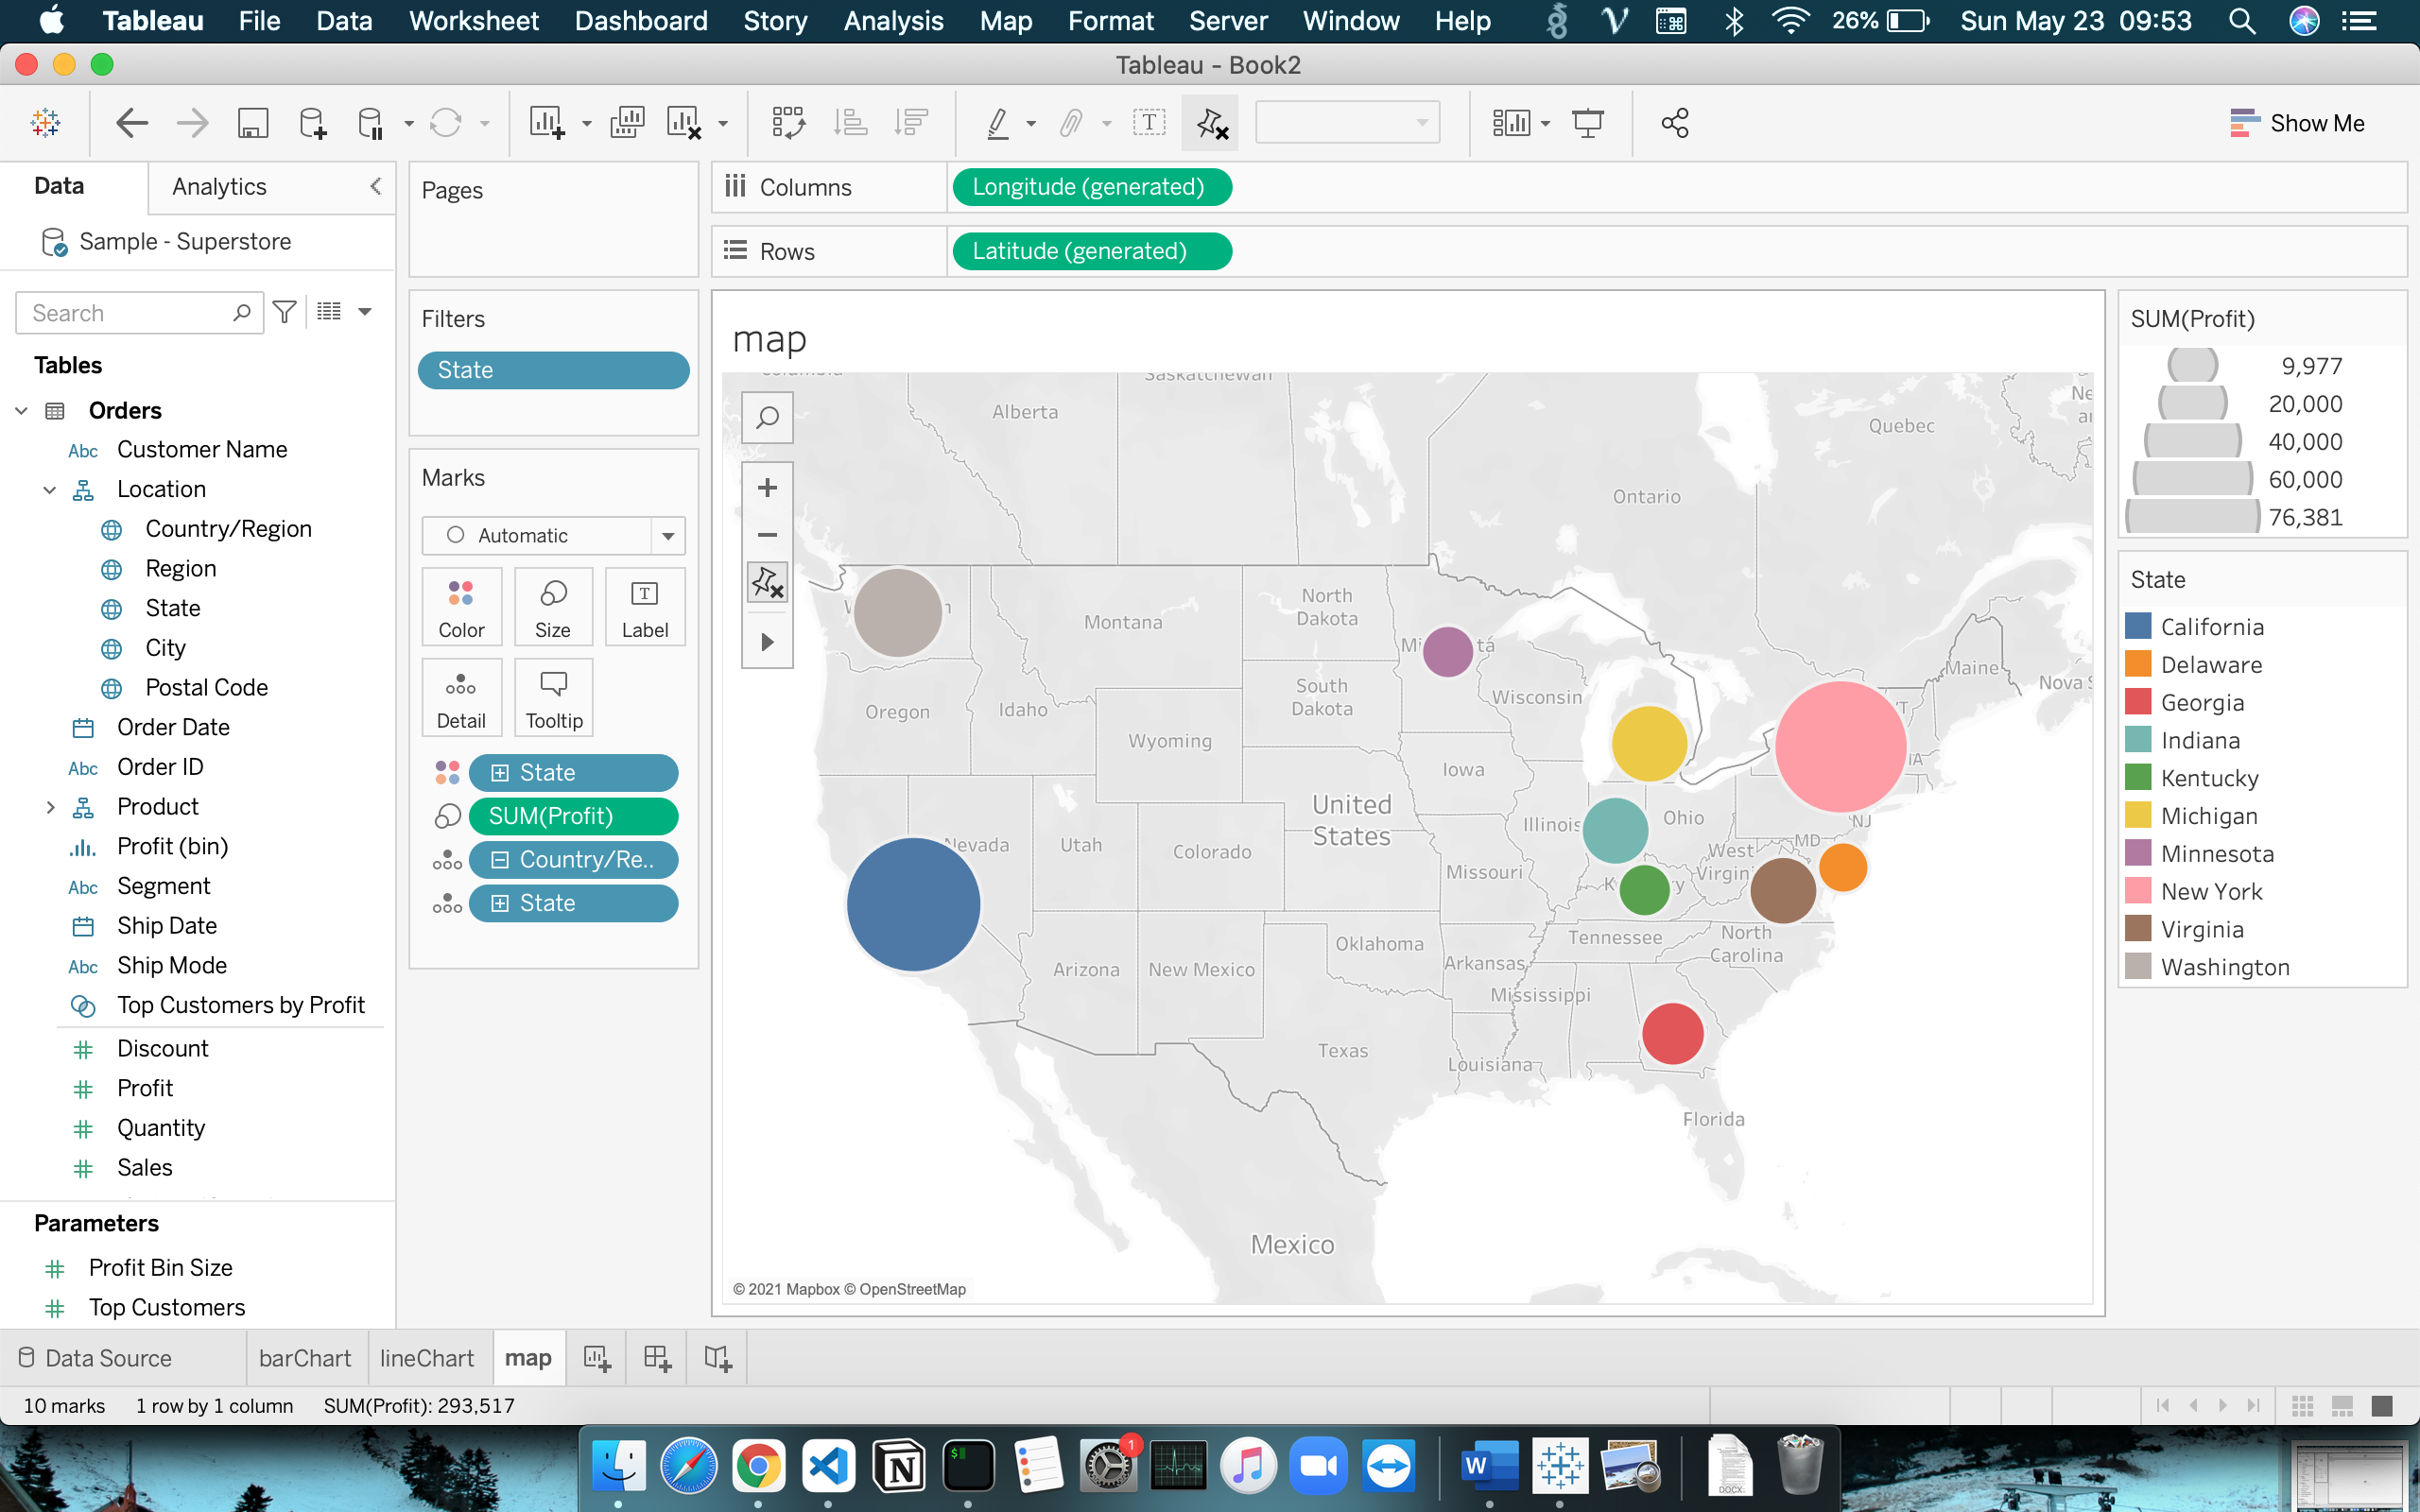 Tableau File Data Worksheet Dashboard Story Analysis Map Format Server Window Help 26% Sun May 23 09:53
Tableau - Book2
Show Me
Data Analytics
Sample - Superstore
Search
Tables
Orders
Abc Customer Name
Location
Country/Region
Region
State
City
Postal Code
Order Date
Abc Order ID
Product
Profit (bin)
Abc Segment
Ship Date
Abc Ship Mode
Top Customers by Profit
Discount
Profit
Quantity
Sales
Parameters
Profit Bin Size
Top Customers
Pages
Filters
State
Marks
Automatic
Color Size Label
Detail Tooltip
State
SUM(Profit)
Country/Re..
State
Columns Longitude (generated)
Rows Latitude (generated)
map
Saskatchewan
Alberta
Quebec
Ontario
North
Dakota
Montana
Maine
Wisconsin
South
Dakota
Oregon
Idaho
Wyoming
Iowa
United
States
Illinois
Ohio
NJ
Nevada
Utah
Colorado
MD
West
Missouri
Tennessee
North
Carolina
Oklahoma
Arkansas
Arizona
New Mexico
Mississippi
Texas
Louisiana
Florida
Mexico
© 2021 Mapbox © OpenStreetMap
SUM(Profit)
9,977
20,000
40,000
60,000
76,381
State
California
Delaware
Georgia
Indiana
Kentucky
Michigan
Minnesota
New York
Virginia
Washington
Data Source barChart lineChart map
10 marks 1 row by 1 column SUM(Profit): 293,517
1
W
DOCX